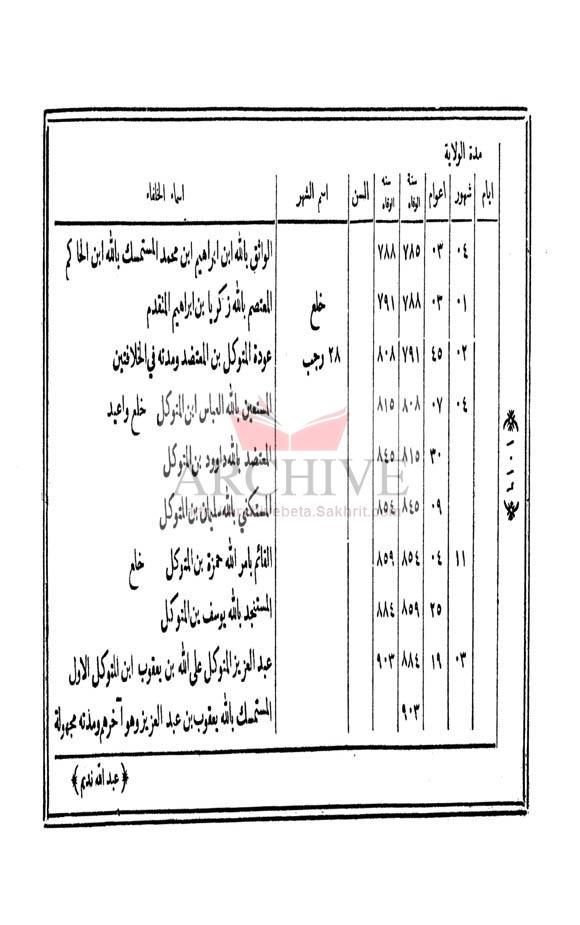 مدة الولاية
ايام شهور اعوام سنة الوفاه سنه الوفاه السن اسم الشهر اسماء الخلفاء
٠٤ ٠٣ ٧٨٥ ٧٨٨ الواثق بالله ابن ابراهيم ابن محمد المستمسك بالله ابن الحاكم
٠١ ٠٣ ٧٨٨ ٧٩١ خلع المعتصم بالله زكريا بن ابراهيم المتقدم
٠٢ ٤٥ ٧٩١ ٨٠٨ ٢٨ رجب عودة المتوكل بن المعتضد ومدته في الخلافتين
٠٤ ٠٧ ٨٠٨ ٨١٥ المستعين بالله العباس ابن المتوكل خلع واعيد
٣٠ ٨١٥ ٨٤٥ المعتضد بالله داوود بن المتوكل
٠٩ ٨٤٥ ٨٥٤ المستكفي بالله سليمان بن المتوكل
١١ ٠٤ ٨٥٤ ٨٥٩ القائم بامر الله حمزة بن المتوكل خلع
٢٥ ٨٥٩ ٨٨٤ المستنجد بالله يوسف بن المتوكل
٠٣ ١٩ ٨٨٤ ٩٠٣ عبد العزيز المتوكل على الله بن يعقوب ابن المتوكل الاول
٩٠٣ المستمسك بالله يعقوب بن عبد العزيز وهو آخرهم ومدته مجهولة
﴿عبد الله نديم﴾
ARCHIVE
ebeta.Sakhrit.com